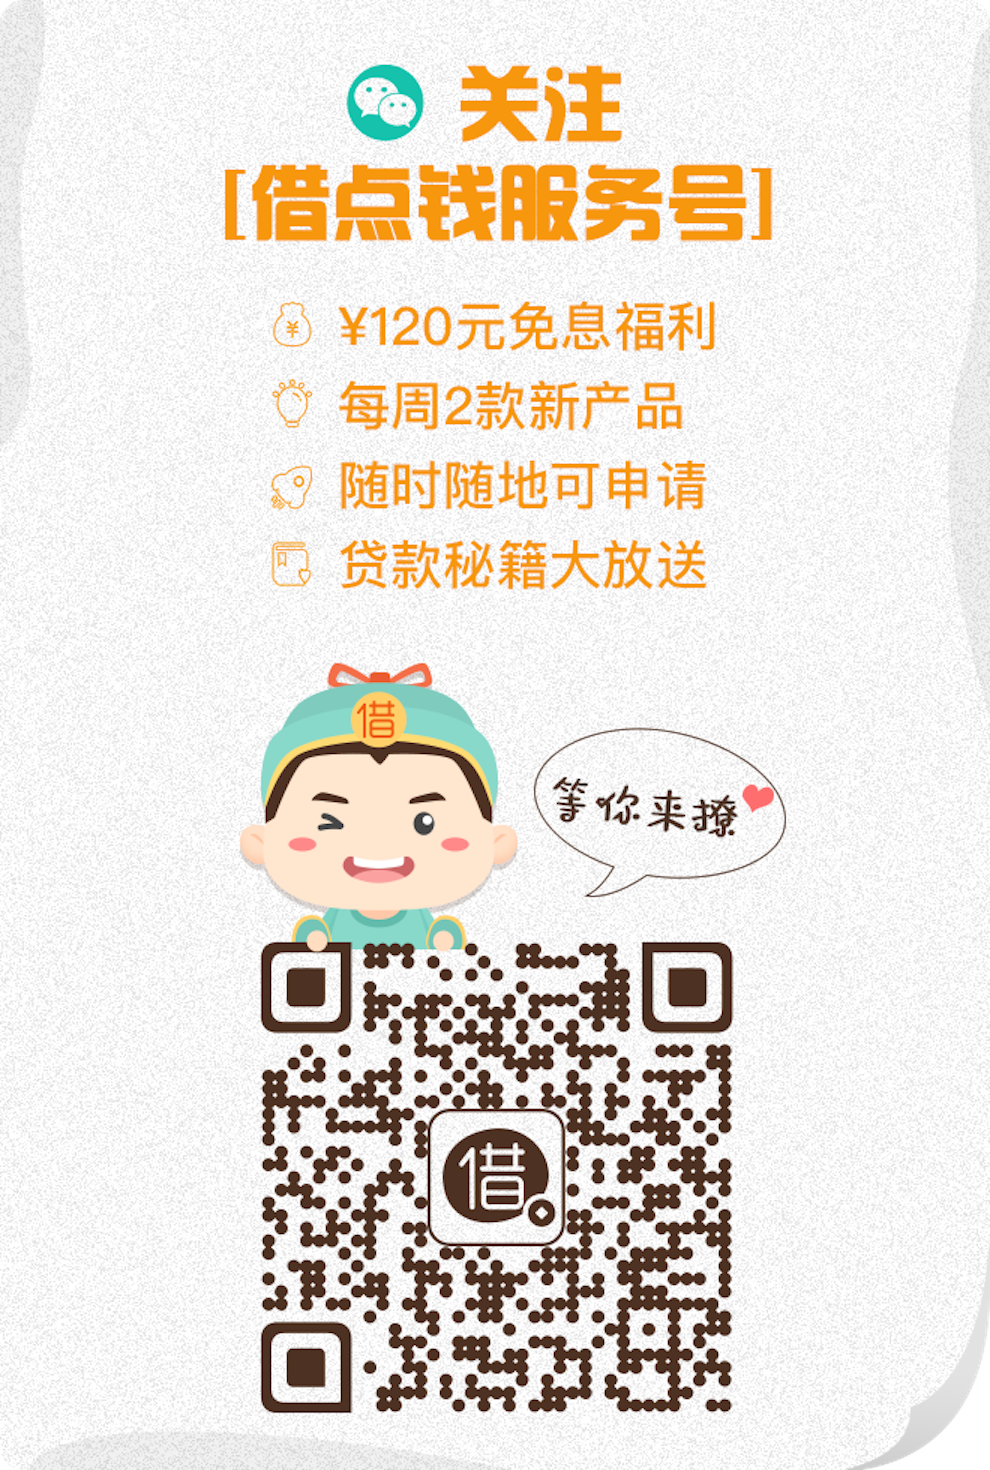 关注
[借点钱服务号]
¥120元免息福利
每周2款新产品
随时随地可申请
贷款秘籍大放送
借
等你来撩
借